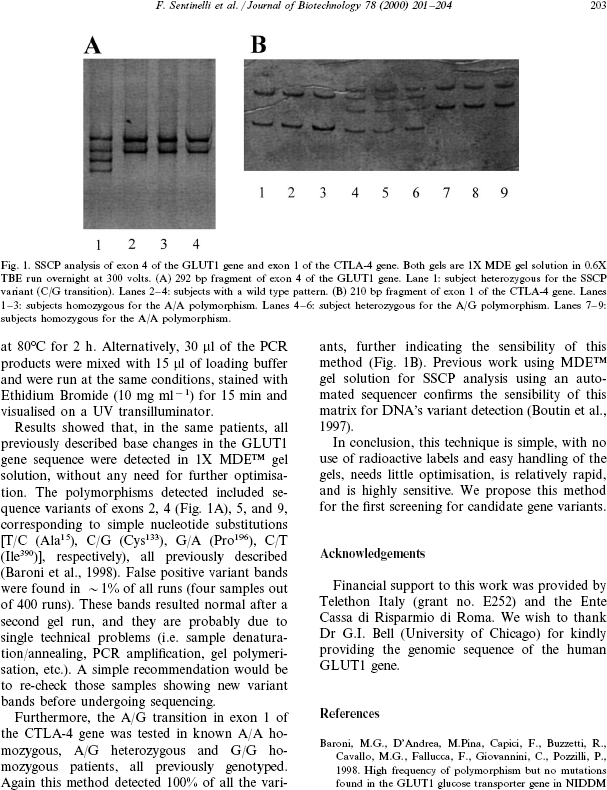 F. Sentinelli et al. / Journal of Biotechnology 78 (2000) 201–204 203
A
B
1 2 3 4
1 2 3 4 5 6 7 8 9
Fig. 1. SSCP analysis of exon 4 of the GLUT1 gene and exon 1 of the CTLA-4 gene. Both gels are 1X MDE gel solution in 0.6X
TBE run overnight at 300 volts. (A) 292 bp fragment of exon 4 of the GLUT1 gene. Lane 1: subject heterozygous for the SSCP
variant (C/G transition). Lanes 2–4: subjects with a wild type pattern. (B) 210 bp fragment of exon 1 of the CTLA-4 gene. Lanes
1–3: subjects homozygous for the A/A polymorphism. Lanes 4–6: subject heterozygous for the A/G polymorphism. Lanes 7–9:
subjects homozygous for the A/A polymorphism.
at 80°C for 2 h. Alternatively, 30 μl of the PCR
products were mixed with 15 μl of loading buffer
and were run at the same conditions, stained with
Ethidium Bromide (10 mg ml⁻¹) for 15 min and
visualised on a UV transilluminator.
Results showed that, in the same patients, all
previously described base changes in the GLUT1
gene sequence were detected in 1X MDE™ gel
solution, without any need for further optimisa-
tion. The polymorphisms detected included se-
quence variants of exons 2, 4 (Fig. 1A), 5, and 9,
corresponding to simple nucleotide substitutions
[T/C (Ala¹⁵), C/G (Cys¹³³), G/A (Pro¹⁹⁶), C/T
(Ile³⁹⁰)], respectively), all previously described
(Baroni et al., 1998). False positive variant bands
were found in ~1% of all runs (four samples out
of 400 runs). These bands resulted normal after a
second gel run, and they are probably due to
single technical problems (i.e. sample denatura-
tion/annealing, PCR amplification, gel polymeri-
sation, etc.). A simple recommendation would be
to re-check those samples showing new variant
bands before undergoing sequencing.
Furthermore, the A/G transition in exon 1 of
the CTLA-4 gene was tested in known A/A ho-
mozygous, A/G heterozygous and G/G ho-
mozygous patients, all previously genotyped.
Again this method detected 100% of all the vari-
ants, further indicating the sensibility of this
method (Fig. 1B). Previous work using MDE™
gel solution for SSCP analysis using an auto-
mated sequencer confirms the sensibility of this
matrix for DNA's variant detection (Boutin et al.,
1997).
In conclusion, this technique is simple, with no
use of radioactive labels and easy handling of the
gels, needs little optimisation, is relatively rapid,
and is highly sensitive. We propose this method
for the first screening for candidate gene variants.
Acknowledgements
Financial support to this work was provided by
Telethon Italy (grant no. E252) and the Ente
Cassa di Risparmio di Roma. We wish to thank
Dr G.I. Bell (University of Chicago) for kindly
providing the genomic sequence of the human
GLUT1 gene.
References
Baroni, M.G., D'Andrea, M.Pina, Capici, F., Buzzetti, R.,
Cavallo, M.G., Fallucca, F., Giovannini, C., Pozzilli, P.,
1998. High frequency of polymorphism but no mutations
found in the GLUT1 glucose transporter gene in NIDDM